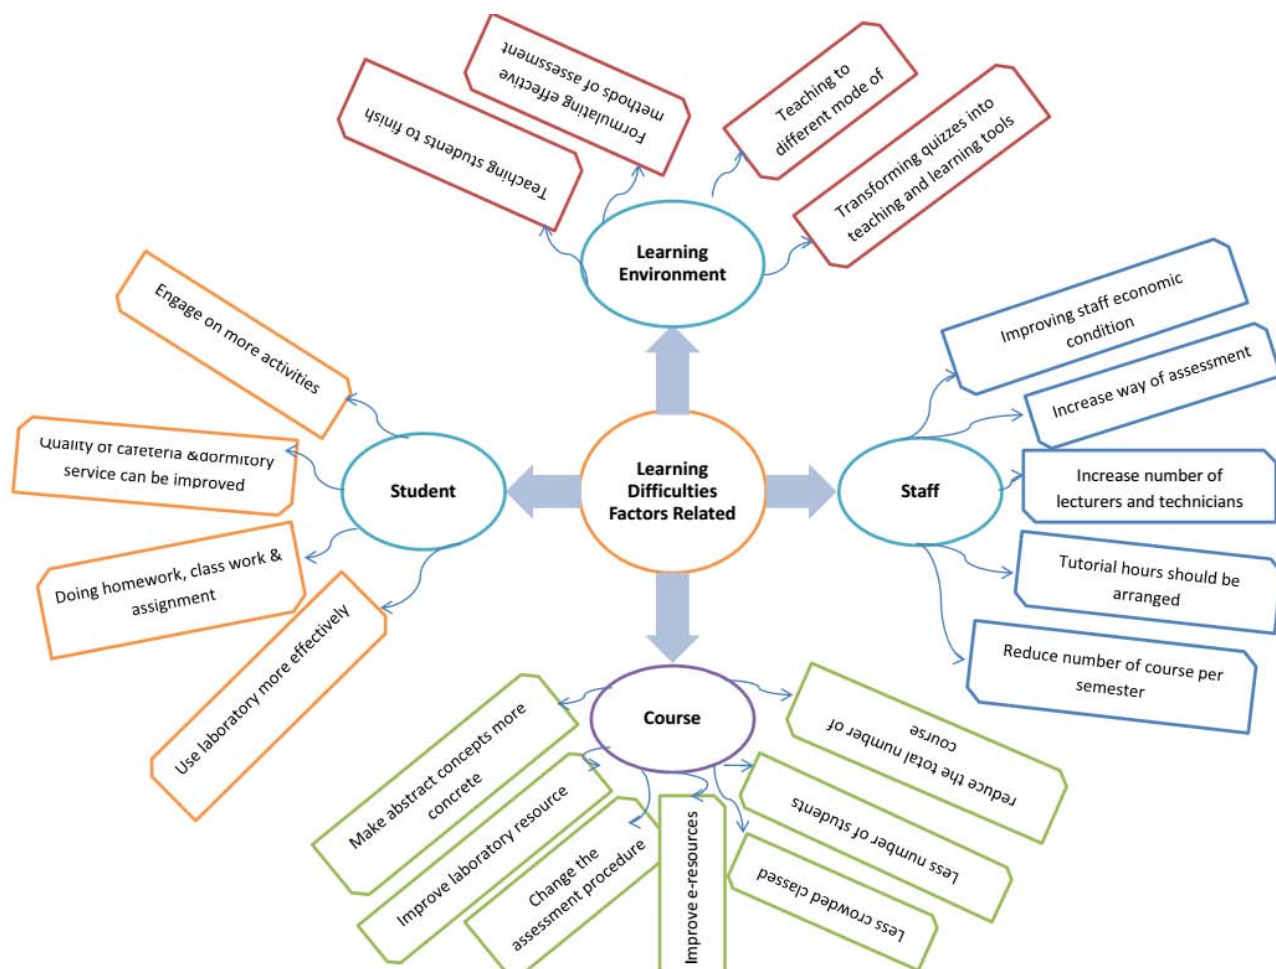 Learning
Difficulties
Factors Related
Learning
Environment
Teaching students to finish
Formulating effective
methods of assessment
Teaching to
different mode of
Transforming quizzes into
teaching and learning tools
Staff
Improving staff economic
condition
Increase way of assessment
Increase number of
lecturers and technicians
Tutorial hours should be
arranged
Reduce number of course per
semester
Course
reduce the total number of
course
Less number of students
Less crowded classed
Improve e-resources
Change the
assessment procedure
Improve laboratory resource
Make abstract concepts more
concrete
Student
Engage on more activities
Quality of cafeteria &dormitory
service can be improved
Doing homework, class work &
assignment
Use laboratory more effectively